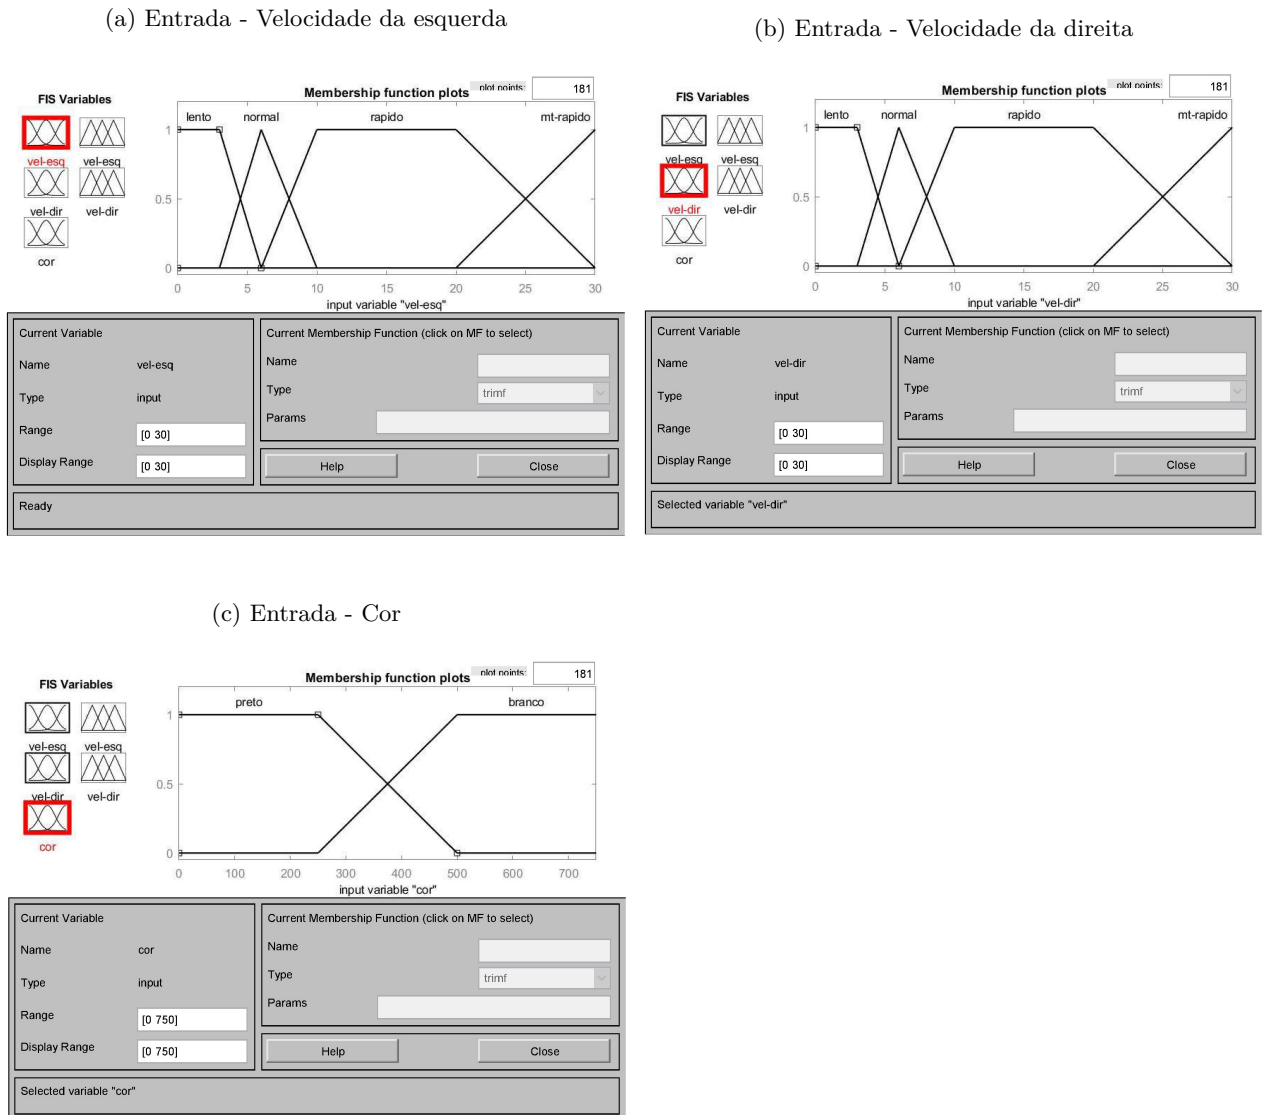 (a) Entrada - Velocidade da esquerda
FIS Variables
vel-esq vel-esq
vel-dir vel-dir
cor
Membership function plots plot points: 181
lento normal rapido mt-rapido
1
0.5
0
0 5 10 15 20 25 30
input variable "vel-esq"
Current Variable
Name vel-esq
Type input
Range [0 30]
Display Range [0 30]
Current Membership Function (click on MF to select)
Name
Type trimf
Params
Help Close
Ready
(b) Entrada - Velocidade da direita
FIS Variables
vel-esq vel-esq
vel-dir vel-dir
cor
Membership function plots plot points: 181
lento normal rapido mt-rapido
1
0.5
0
0 5 10 15 20 25 30
input variable "vel-dir"
Current Variable
Name vel-dir
Type input
Range [0 30]
Display Range [0 30]
Current Membership Function (click on MF to select)
Name
Type trimf
Params
Help Close
Selected variable "vel-dir"
(c) Entrada - Cor
FIS Variables
vel-esq vel-esq
vel-dir vel-dir
cor
Membership function plots plot points: 181
preto branco
1
0.5
0
0 100 200 300 400 500 600 700
input variable "cor"
Current Variable
Name cor
Type input
Range [0 750]
Display Range [0 750]
Current Membership Function (click on MF to select)
Name
Type trimf
Params
Help Close
Selected variable "cor"